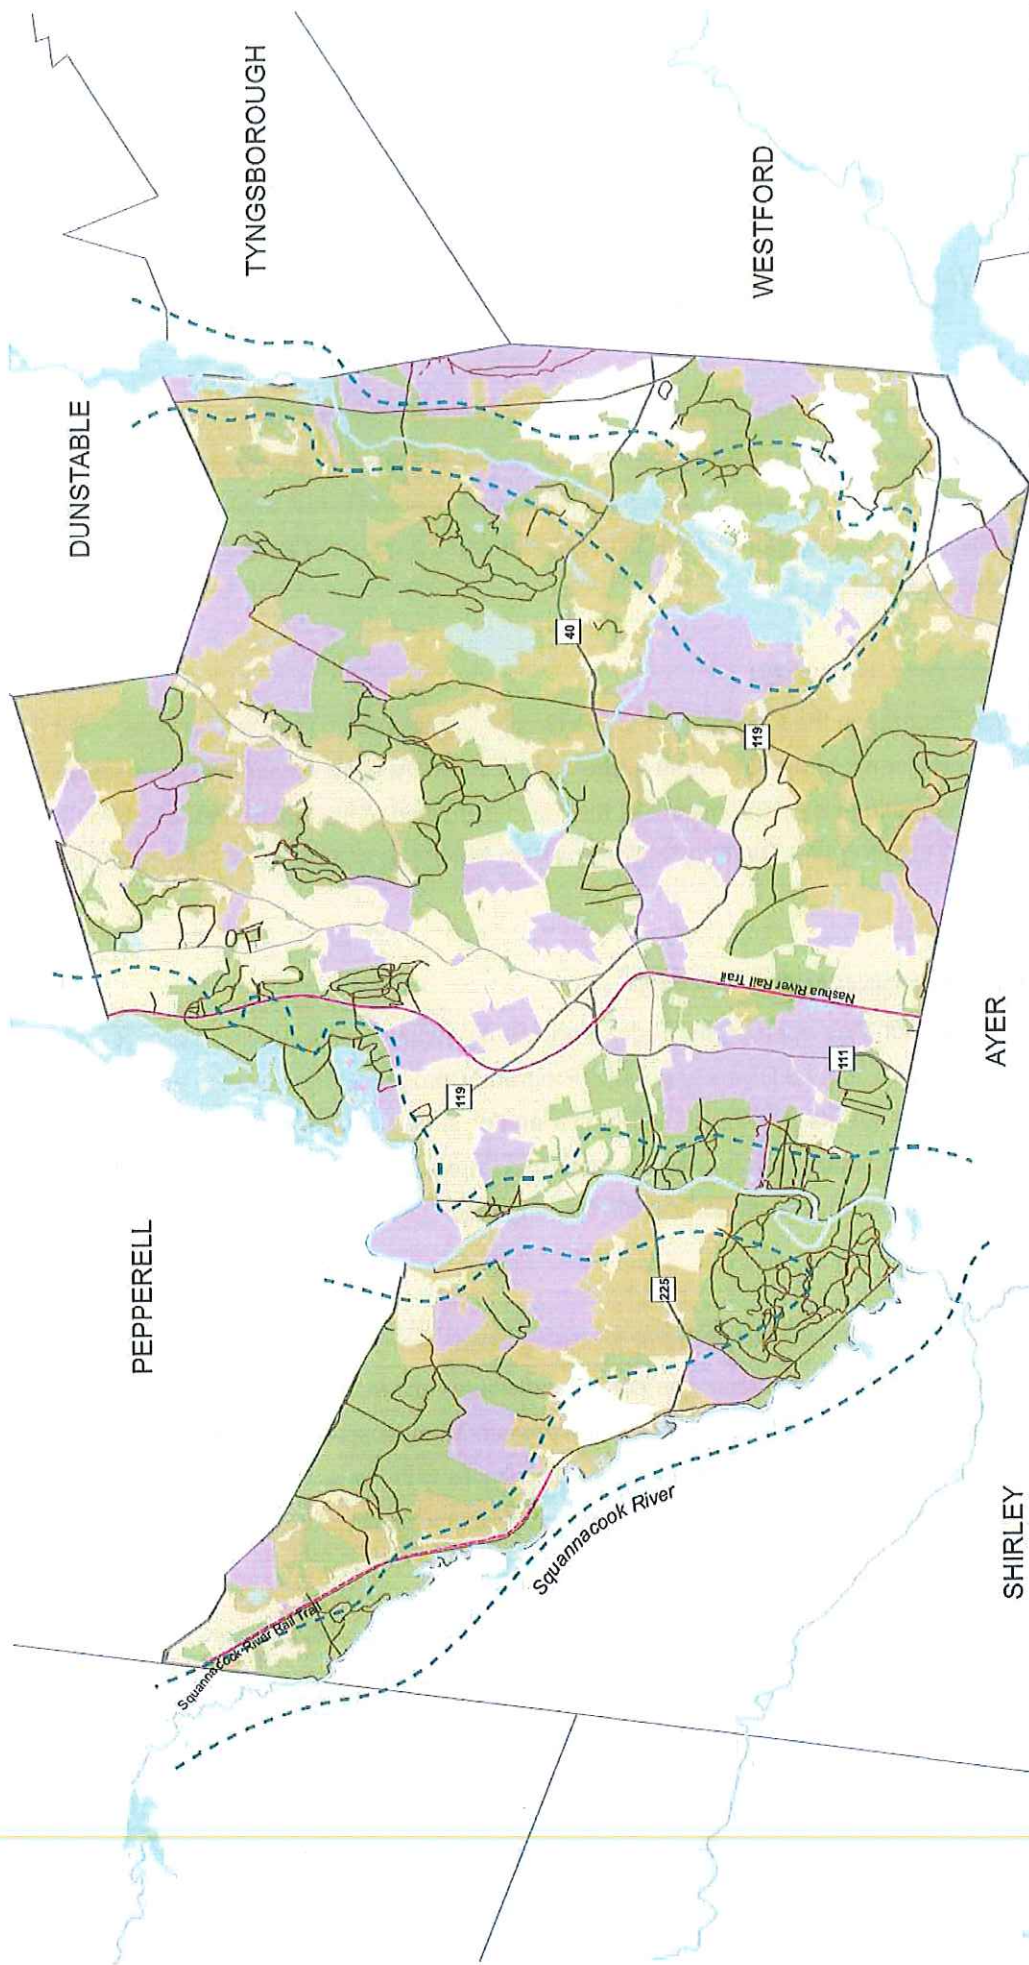 DUNSTABLE
TYNGSBOROUGH
PEPPERELL
WESTFORD
40
119
119
Nashua River Rail Trail
111
225
AYER
Squannacook River Rail Trail
Squannacook River
SHIRLEY